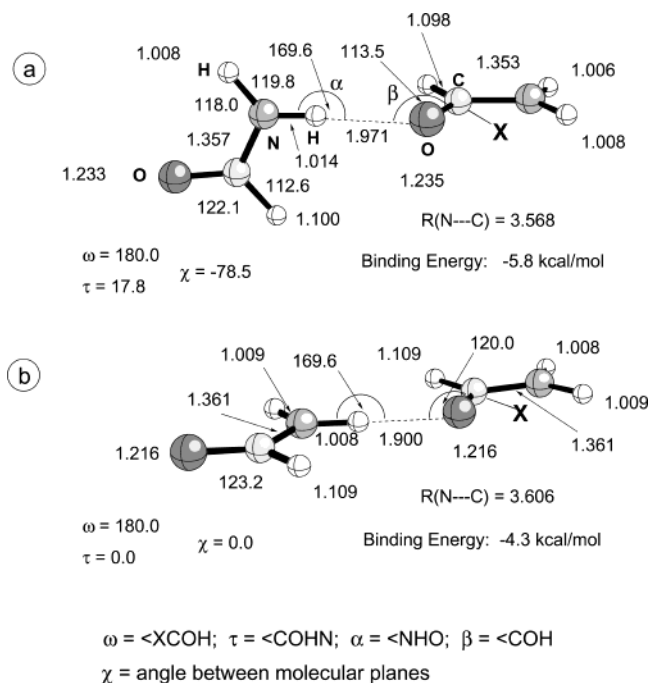 a
1.008
H
119.8
118.0
1.357
1.233
O
N
122.1
112.6
1.100
169.6
α
H
1.014
1.971
113.5
β
1.098
C
1.353
1.006
X
1.008
O
1.235
R(N---C) = 3.568
Binding Energy: -5.8 kcal/mol
ω = 180.0
τ = 17.8
χ = -78.5
b
1.009
169.6
1.361
1.216
1.008
123.2
1.109
1.900
1.109
120.0
1.008
1.009
X
1.216
1.361
R(N---C) = 3.606
Binding Energy: -4.3 kcal/mol
ω = 180.0
τ = 0.0
χ = 0.0
ω = <XCOH; τ = <COHN; α = <NHO; β = <COH
χ = angle between molecular planes